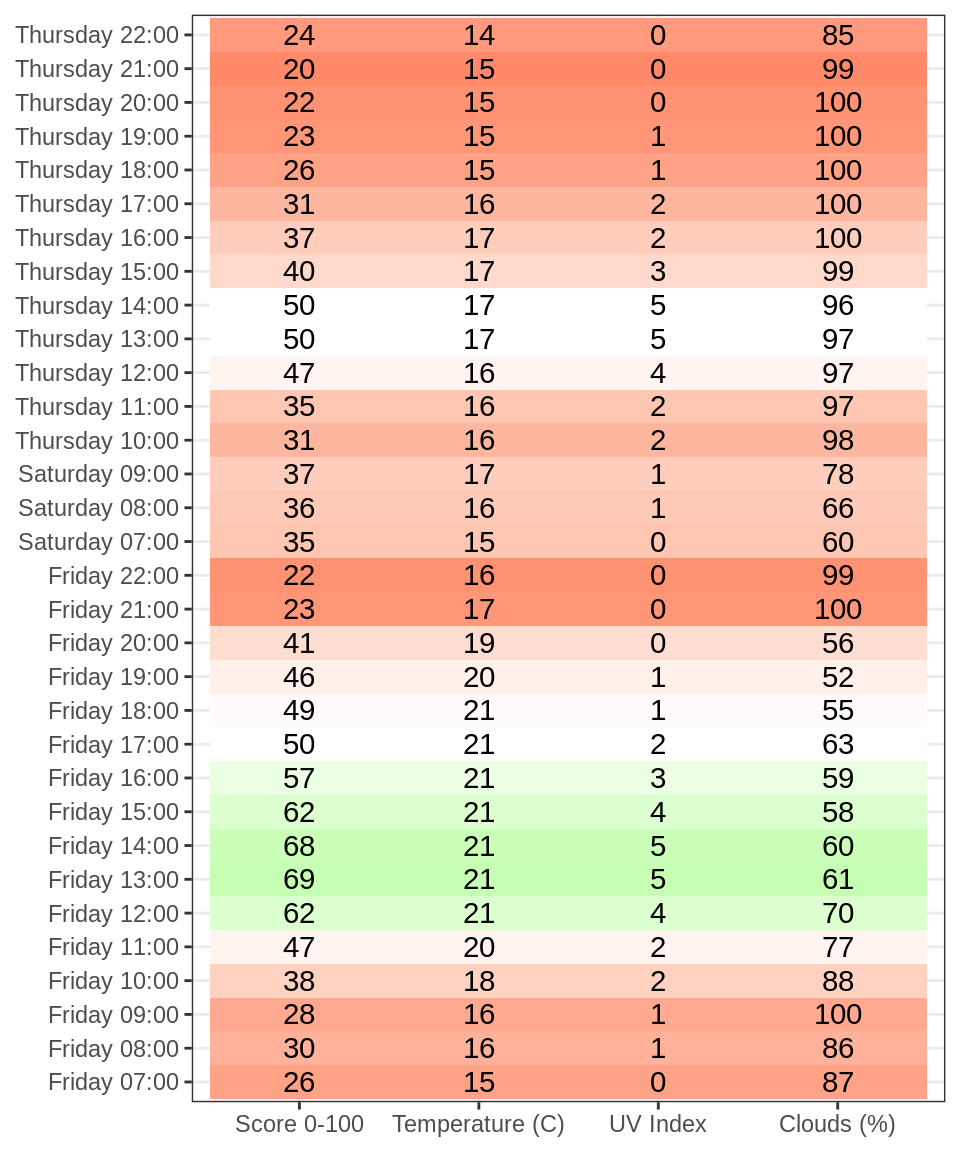 Thursday 22:00 24 14 0 85
Thursday 21:00 20 15 0 99
Thursday 20:00 22 15 0 100
Thursday 19:00 23 15 1 100
Thursday 18:00 26 15 1 100
Thursday 17:00 31 16 2 100
Thursday 16:00 37 17 2 100
Thursday 15:00 40 17 3 99
Thursday 14:00 50 17 5 96
Thursday 13:00 50 17 5 97
Thursday 12:00 47 16 4 97
Thursday 11:00 35 16 2 97
Thursday 10:00 31 16 2 98
Saturday 09:00 37 17 1 78
Saturday 08:00 36 16 1 66
Saturday 07:00 35 15 0 60
Friday 22:00 22 16 0 99
Friday 21:00 23 17 0 100
Friday 20:00 41 19 0 56
Friday 19:00 46 20 1 52
Friday 18:00 49 21 1 55
Friday 17:00 50 21 2 63
Friday 16:00 57 21 3 59
Friday 15:00 62 21 4 58
Friday 14:00 68 21 5 60
Friday 13:00 69 21 5 61
Friday 12:00 62 21 4 70
Friday 11:00 47 20 2 77
Friday 10:00 38 18 2 88
Friday 09:00 28 16 1 100
Friday 08:00 30 16 1 86
Friday 07:00 26 15 0 87
Score 0-100 Temperature (C) UV Index Clouds (%)